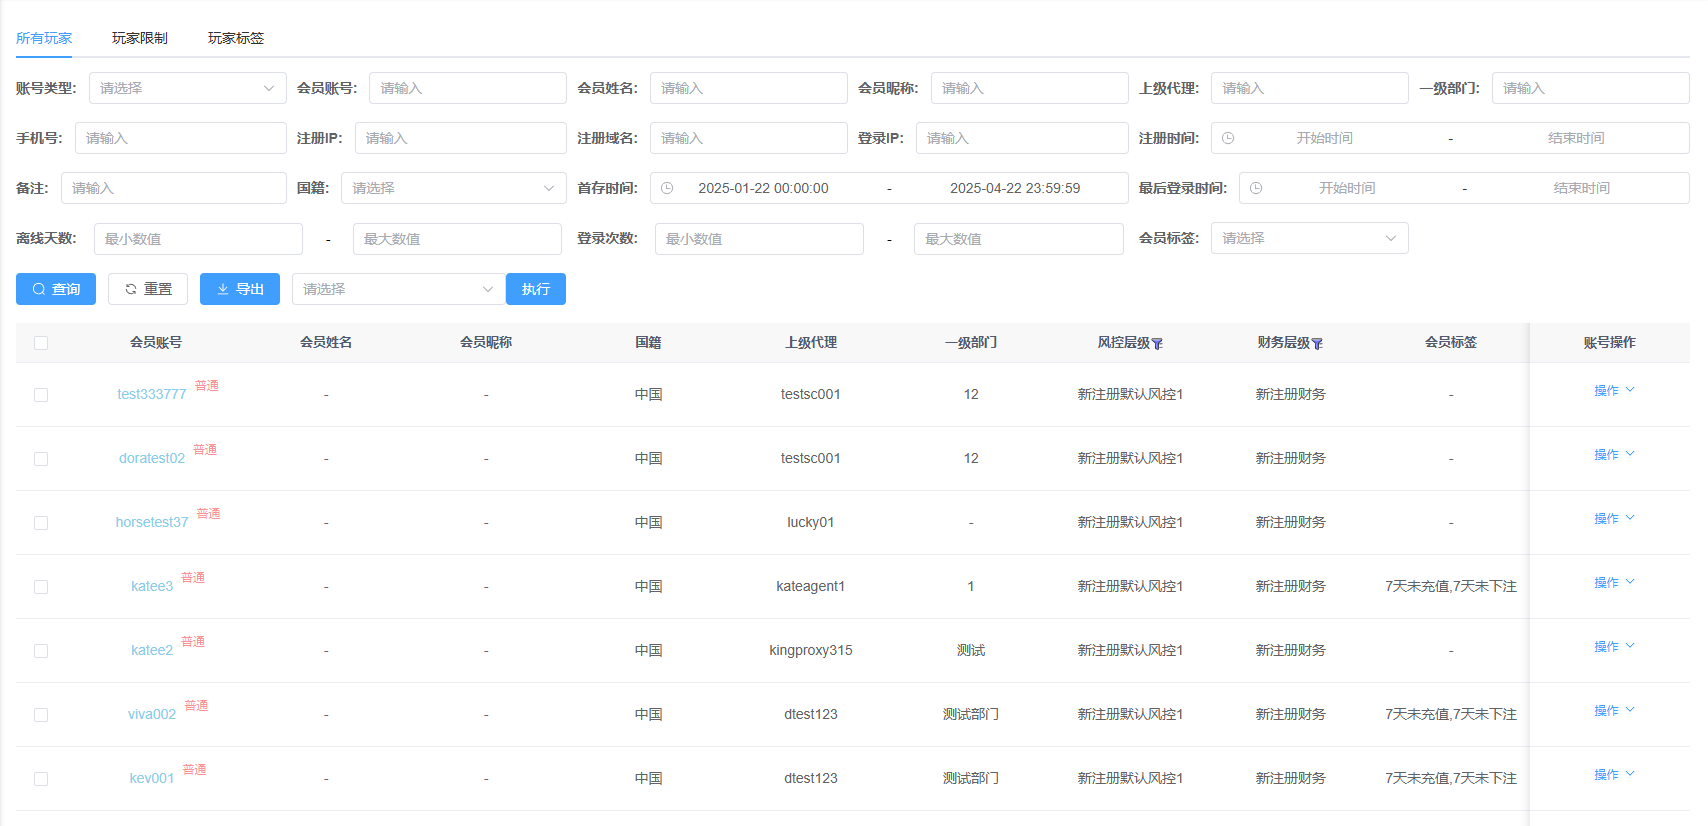 所有玩家 玩家限制 玩家标签
账号类型: 请选择 会员账号: 请输入 会员姓名: 请输入 会员昵称: 请输入 上级代理: 请输入 一级部门: 请输入
手机号: 请输入 注册IP: 请输入 注册域名: 请输入 登录IP: 请输入 注册时间: 开始时间 - 结束时间
备注: 请输入 国籍: 请选择 首存时间: 2025-01-22 00:00:00 - 2025-04-22 23:59:59 最后登录时间: 开始时间 - 结束时间
离线天数: 最小数值 - 最大数值 登录次数: 最小数值 - 最大数值 会员标签: 请选择
查询 重置 导出 请选择 执行
会员账号 会员姓名 会员昵称 国籍 上级代理 一级部门 风控层级 财务层级 会员标签 账号操作
test333777 普通 - - 中国 testsc001 12 新注册默认风控1 新注册财务 - 操作
doratest02 普通 - - 中国 testsc001 12 新注册默认风控1 新注册财务 - 操作
horsetest37 普通 - - 中国 lucky01 - 新注册默认风控1 新注册财务 - 操作
katee3 普通 - - 中国 kateagent1 1 新注册默认风控1 新注册财务 7天未充值,7天未下注 操作
katee2 普通 - - 中国 kingproxy315 测试 新注册默认风控1 新注册财务 - 操作
viva002 普通 - - 中国 dtest123 测试部门 新注册默认风控1 新注册财务 7天未充值,7天未下注 操作
kev001 普通 - - 中国 dtest123 测试部门 新注册默认风控1 新注册财务 7天未充值,7天未下注 操作